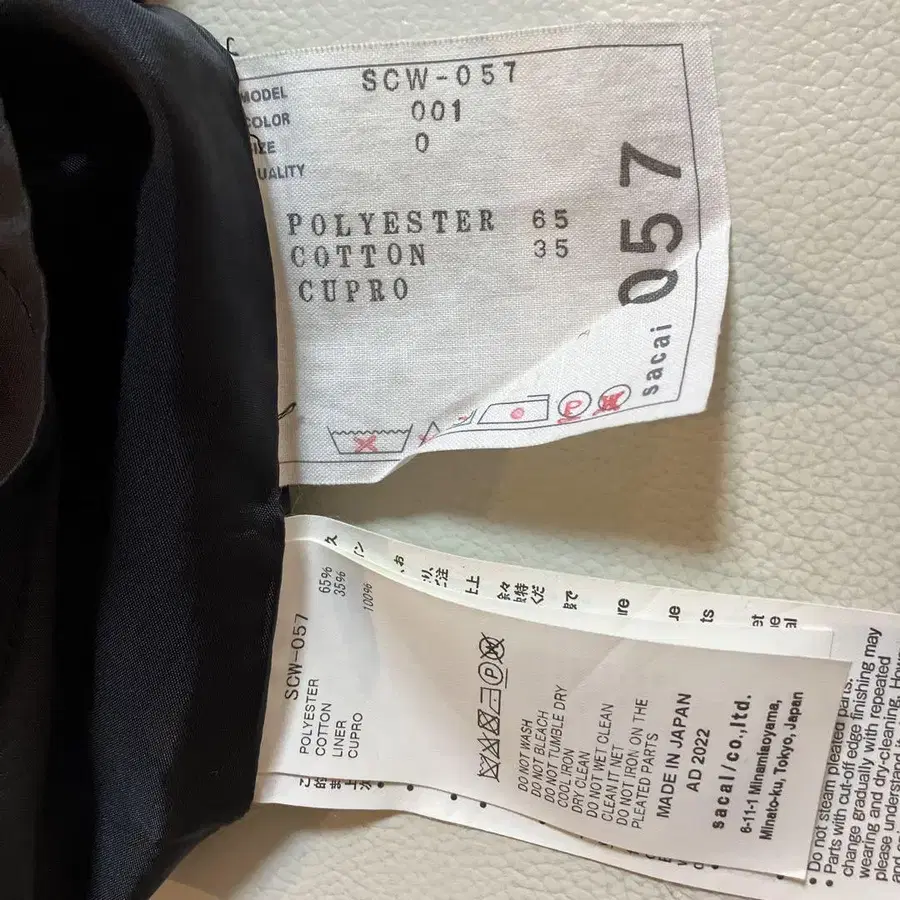 MODEL SCW-057
COLOR 001
SIZE 0
QUALITY
POLYESTER 65
COTTON 35
CUPRO
sacai 057
SCW-057
POLYESTER 65%
COTTON 35%
LINER
CUPRO 100%
DO NOT WASH
DO NOT BLEACH
DO NOT TUMBLE DRY
COOL IRON
DRY CLEAN
DO NOT WET CLEAN
CLEAN IT NET
DO NOT IRON ON THE
PLEATED PARTS
MADE IN JAPAN
AD 2022
sacai/co.,ltd.
6-11-1 Minamiaoyama,
Minato-ku, Tokyo, Japan
• Do not steam pleated parts.
• Parts with cut-off edge finishing may
change gradually with repeated
wearing and dry-cleaning. How
please understand